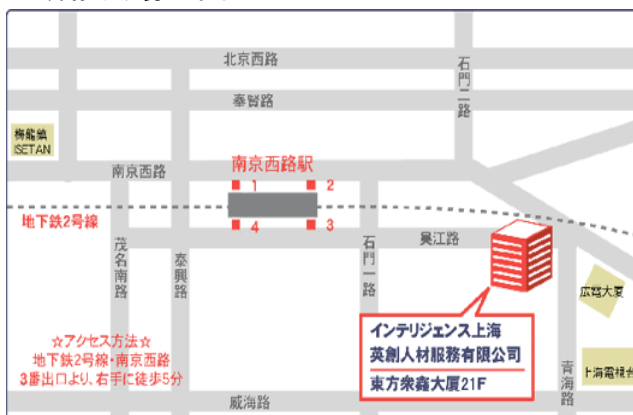 北京西路
奉賢路
石門二路
梅龍鎮
ISETAN
南京西路
南京西路駅
1
2
地下鉄2号線
4
3
茂名南路
泰興路
石門一路
呉江路
広電大厦
インテリジェンス上海
英創人材服務有限公司
東方衆鑫大厦21F
☆アクセス方法☆
地下鉄2号線・南京西路
3番出口より、右手に徒歩5分
青海路
上海電視台
威海路